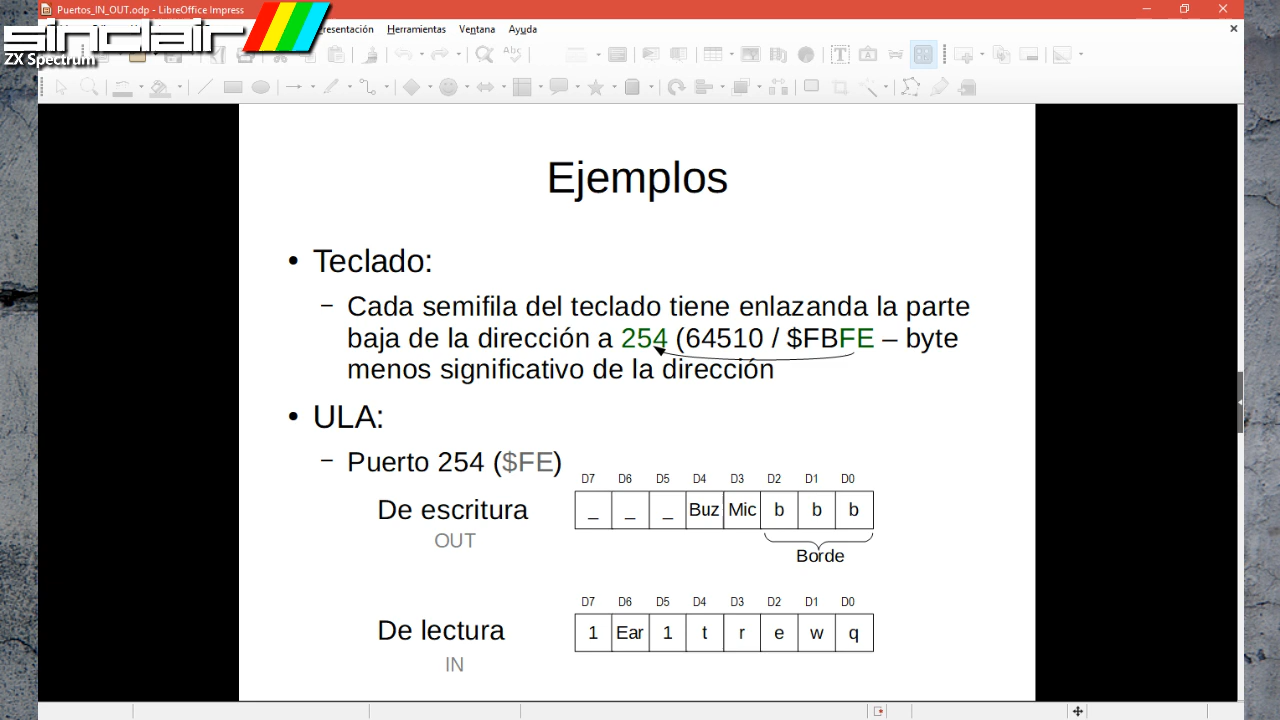 Puertos_IN_OUT.odp - LibreOffice Impress
sinclair
ZX Spectrum
resentación Herramientas Ventana Ayuda
Ejemplos
• Teclado:
– Cada semifila del teclado tiene enlazanda la parte
baja de la dirección a 254 (64510 / $FBFE – byte
menos significativo de la dirección
• ULA:
– Puerto 254 ($FE)
D7 D6 D5 D4 D3 D2 D1 D0
De escritura _ _ _ Buz Mic b b b
OUT
Borde
D7 D6 D5 D4 D3 D2 D1 D0
De lectura 1 Ear 1 t r e w q
IN